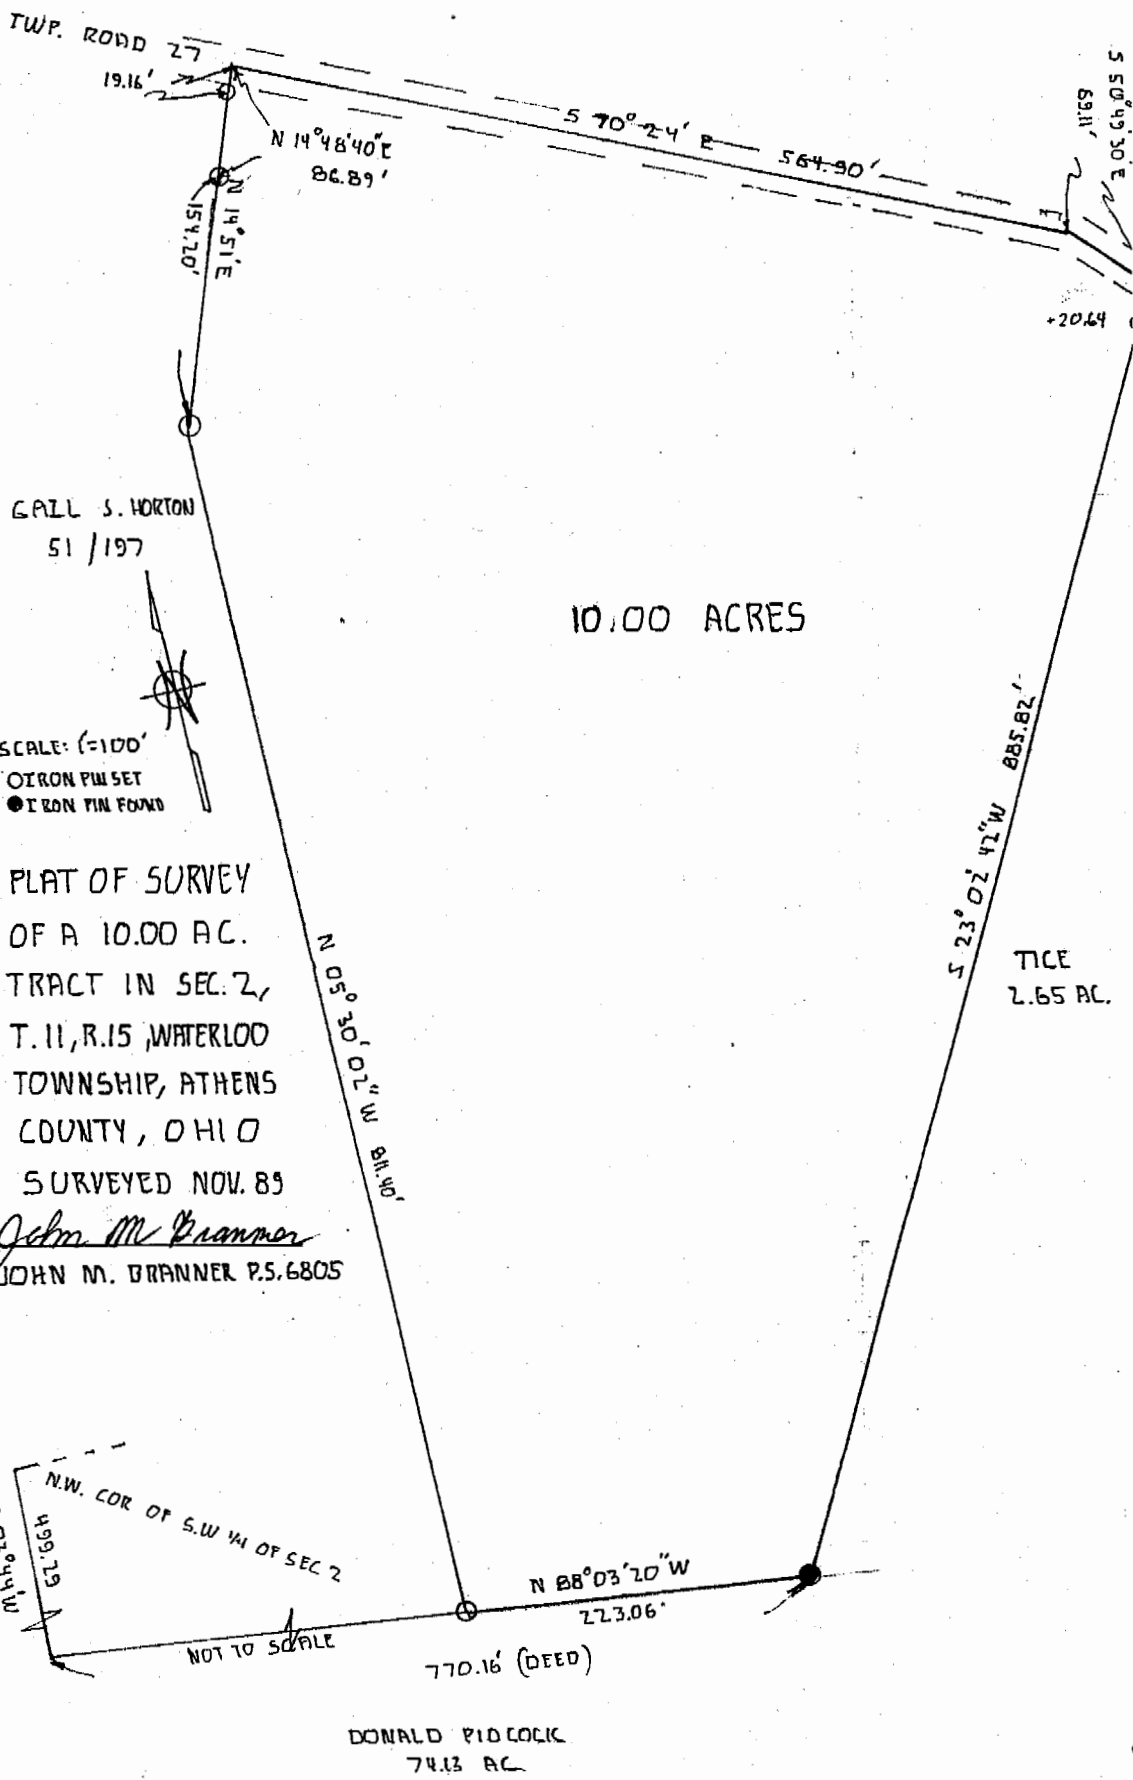 TWP. ROAD 27
19.16'
N 14°48'40"E
86.89'
N 14°51'E
154.20'
S 70°24' E 564.90'
S 50°49'30"E
69.11'
+20.64
GAIL S. HORTON
51/197
10.00 ACRES
SCALE: 1"=100'
O IRON PIN SET
● IRON PIN FOUND
PLAT OF SURVEY
OF A 10.00 AC.
TRACT IN SEC. 2,
T.11, R.15, WATERLOO
TOWNSHIP, ATHENS
COUNTY, OHIO
SURVEYED NOV. 89
John M Branner
JOHN M. BRANNER P.S. 6805
N 05° 30' 02" W 811.40'
S 23° 02' 42" W 885.82'
TICE
2.65 AC.
N.W. COR OF S.W 1/4 OF SEC 2
499.29
N 88°03'20"W
223.06'
NOT TO SCALE
770.16' (DEED)
DONALD PIDCOCK
74.13 AC